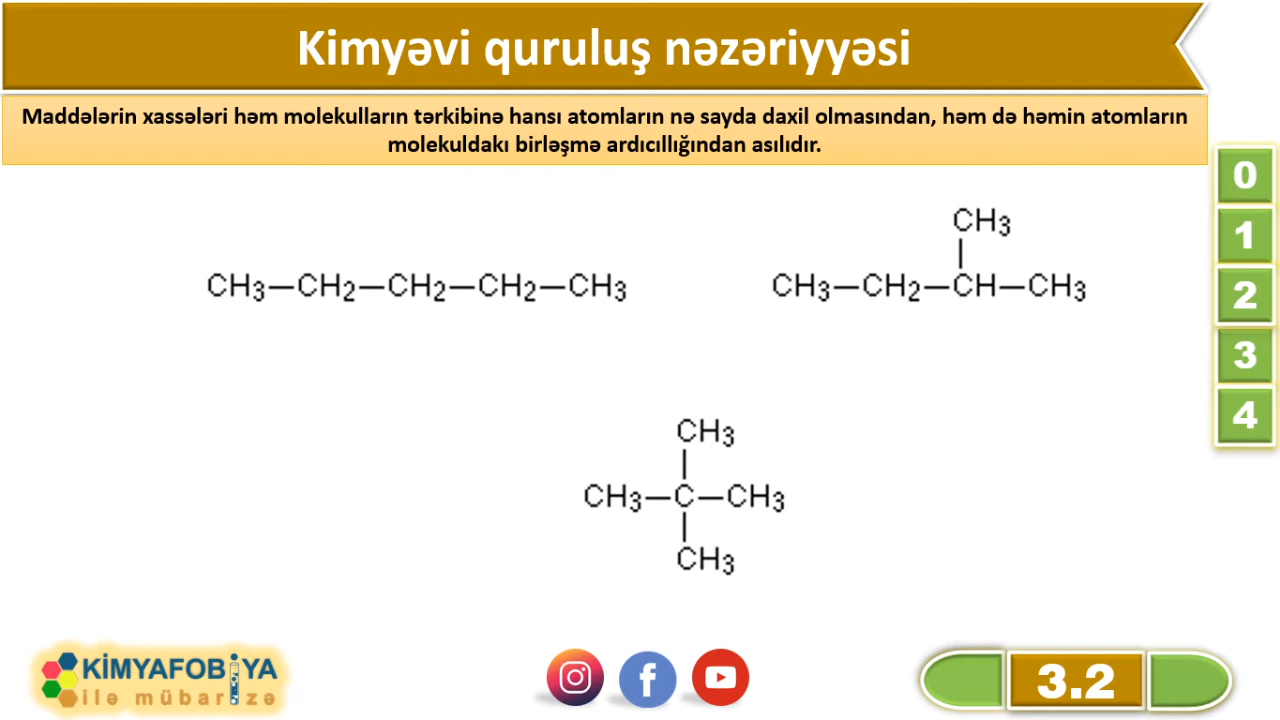 Kimyəvi quruluş nəzəriyyəsi
Maddələrin xassələri həm molekulların tərkibinə hansı atomların nə sayda daxil olmasından, həm də həmin atomların
molekuldakı birləşmə ardıcıllığından asılıdır.
0
1
2
3
4
CH3
CH3—CH2—CH2—CH2—CH3
CH3—CH2—CH—CH3
CH3
CH3—C—CH3
CH3
KİMYAFOBİYA
ilə mübarizə
3.2